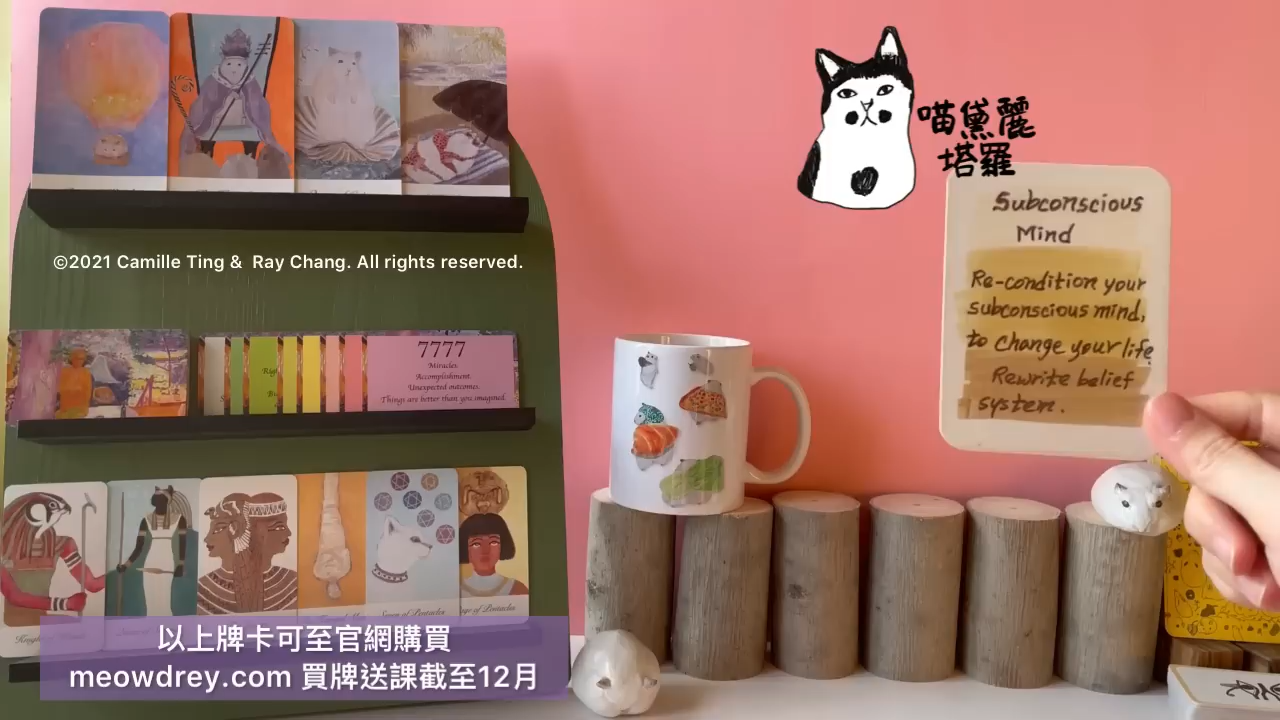 喵黛麗
塔羅
Subconscious
Mind
Re-condition your
subconscious mind,
to change your life
Rewrite belief
system.
©2021 Camille Ting & Ray Chang. All rights reserved.
7777
Miracles.
Accomplishment.
Unexpected outcomes.
Things are better than you imagined.
以上牌卡可至官網購買
meowdrey.com 買牌送課截至12月